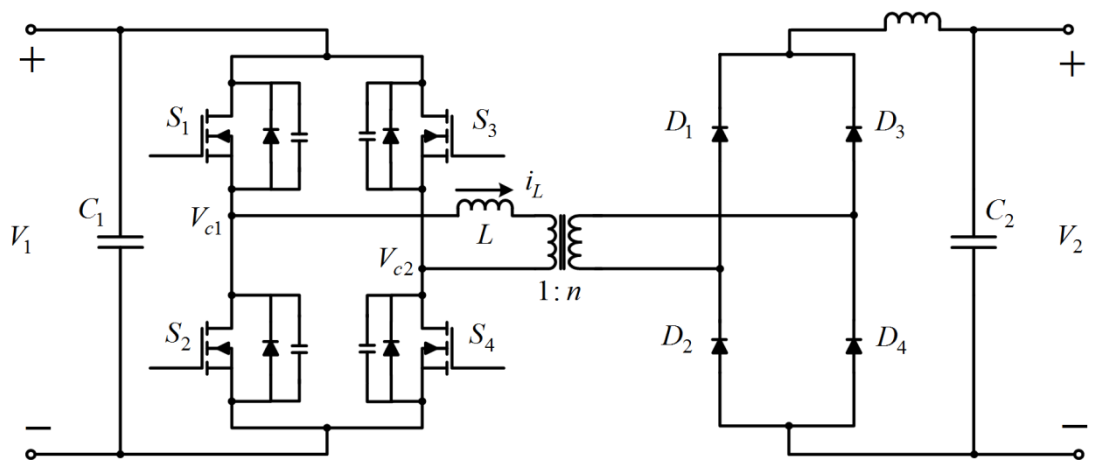 +
+
S1
S3
D1
D3
iL
C1
Vc1
C2
V1
L
V2
Vc2
1:n
S2
S4
D2
D4
−
−